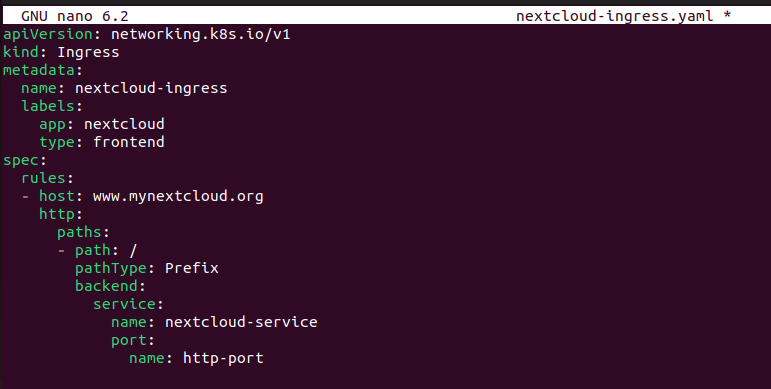 GNU nano 6.2 nextcloud-ingress.yaml *
apiVersion: networking.k8s.io/v1
kind: Ingress
metadata:
  name: nextcloud-ingress
  labels:
    app: nextcloud
    type: frontend
spec:
  rules:
  - host: www.mynextcloud.org
    http:
      paths:
      - path: /
        pathType: Prefix
        backend:
          service:
            name: nextcloud-service
            port:
              name: http-port